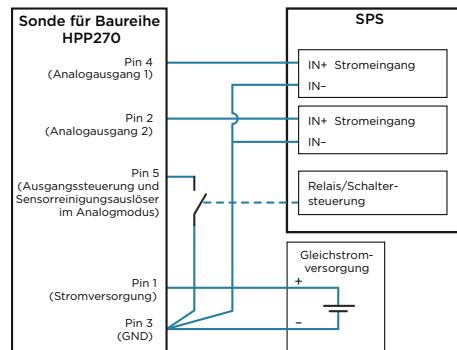 Sonde für Baureihe
HPP270
SPS
Pin 4
(Analogausgang 1)
IN+ Stromeingang
IN–
Pin 2
(Analogausgang 2)
IN+ Stromeingang
IN–
Pin 5
(Ausgangssteuerung und
Sensorreinigungsauslöser
im Analogmodus)
Relais/Schalter-
steuerung
Gleichstrom-
versorgung
Pin 1
(Stromversorgung)
+
Pin 3
(GND)
–